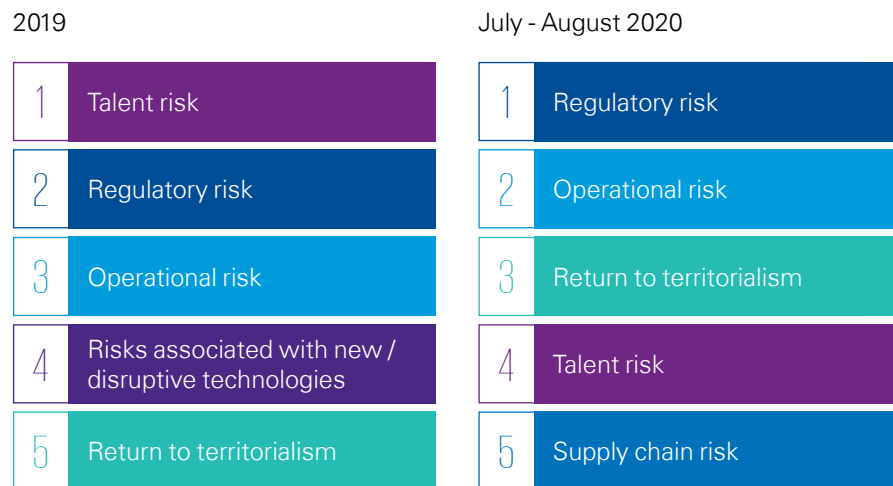 2019
1 Talent risk
2 Regulatory risk
3 Operational risk
4 Risks associated with new /
disruptive technologies
5 Return to territorialism
July - August 2020
1 Regulatory risk
2 Operational risk
3 Return to territorialism
4 Talent risk
5 Supply chain risk